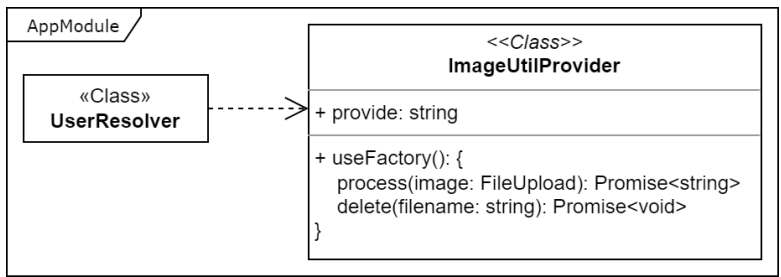 AppModule
«Class»
UserResolver
<<Class>>
ImageUtilProvider
+ provide: string
+ useFactory(): {
process(image: FileUpload): Promise<string>
delete(filename: string): Promise<void>
}